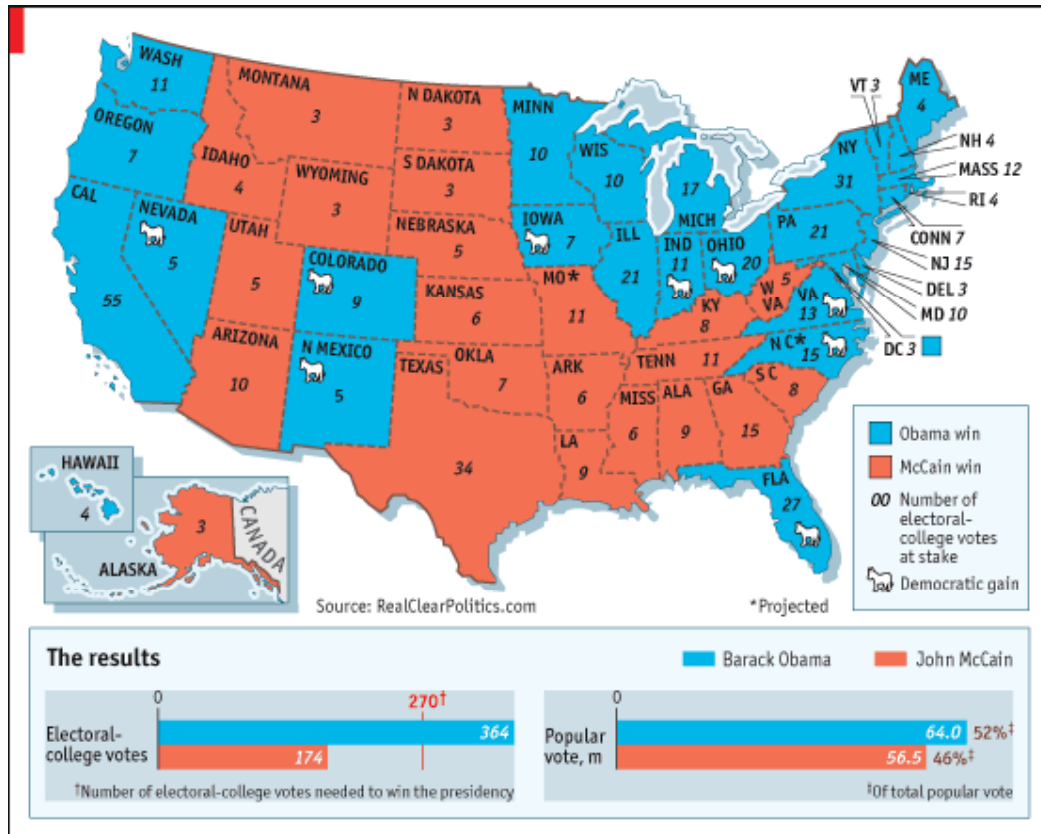 WASH
11
MONTANA
3
N DAKOTA
3
MINN
10
VT 3
ME
4
OREGON
7
IDAHO
4
WYOMING
3
S DAKOTA
3
WIS
10
17
MICH
NY
31
NH 4
MASS 12
RI 4
CAL
55
NEVADA
5
UTAH
5
COLORADO
9
NEBRASKA
5
IOWA
7
ILL
21
IND
11
OHIO
20
PA
21
CONN 7
NJ 15
DEL 3
MD 10
DC 3
KANSAS
6
MO*
11
KY
8
W
VA
5
VA
13
N C*
15
ARIZONA
10
N MEXICO
5
TEXAS
34
OKLA
7
ARK
6
TENN 11
MISS
6
ALA
9
GA
15
S C
8
LA
9
FLA
27
HAWAII
4
3
ALASKA
CANADA
Obama win
McCain win
00 Number of
electoral-
college votes
at stake
Democratic gain
Source: RealClearPolitics.com
*Projected
The results
Barack Obama
John McCain
0
270†
Electoral-
college votes
364
174
†Number of electoral-college votes needed to win the presidency
0
Popular
vote, m
64.0 52%‡
56.5 46%‡
‡Of total popular vote